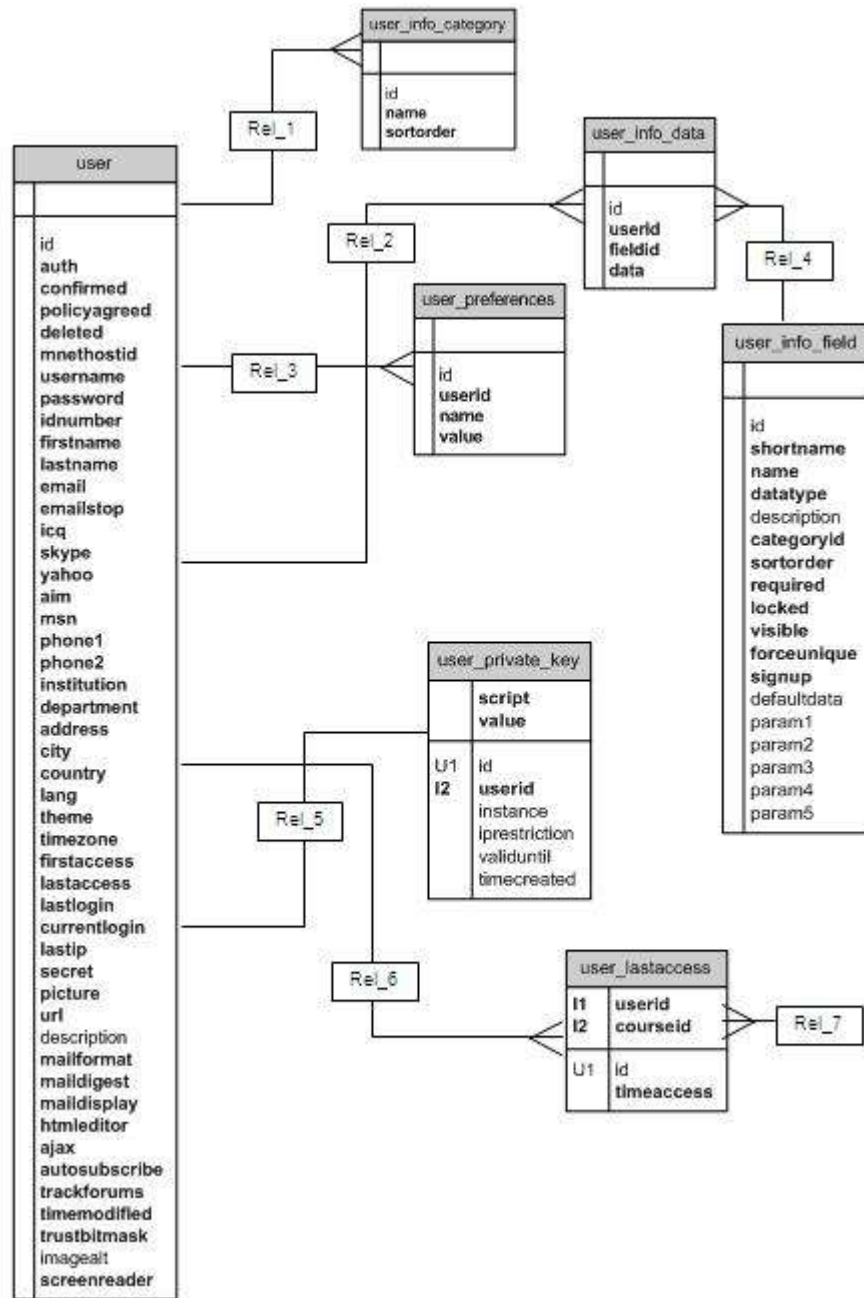 user_info_category
id
name
sortorder
Rel_1
user_info_data
id
userid
fieldid
data
Rel_2
Rel_4
user
id
auth
confirmed
policyagreed
deleted
mnethostid
username
password
idnumber
firstname
lastname
email
emailstop
icq
skype
yahoo
aim
msn
phone1
phone2
institution
department
address
city
country
lang
theme
timezone
firstaccess
lastaccess
lastlogin
currentlogin
lastip
secret
picture
url
description
mailformat
maildigest
maildisplay
htmleditor
ajax
autosubscribe
trackforums
timemodified
trustbitmask
imagealt
screenreader
Rel_3
user_preferences
id
userid
name
value
user_info_field
id
shortname
name
datatype
description
categoryid
sortorder
required
locked
visible
forceunique
signup
defaultdata
param1
param2
param3
param4
param5
user_private_key
script
value
U1 id
I2 userid
instance
iprestriction
validuntil
timecreated
Rel_5
Rel_6
user_lastaccess
I1 userid
I2 courseid
U1 id
timeaccess
Rel_7